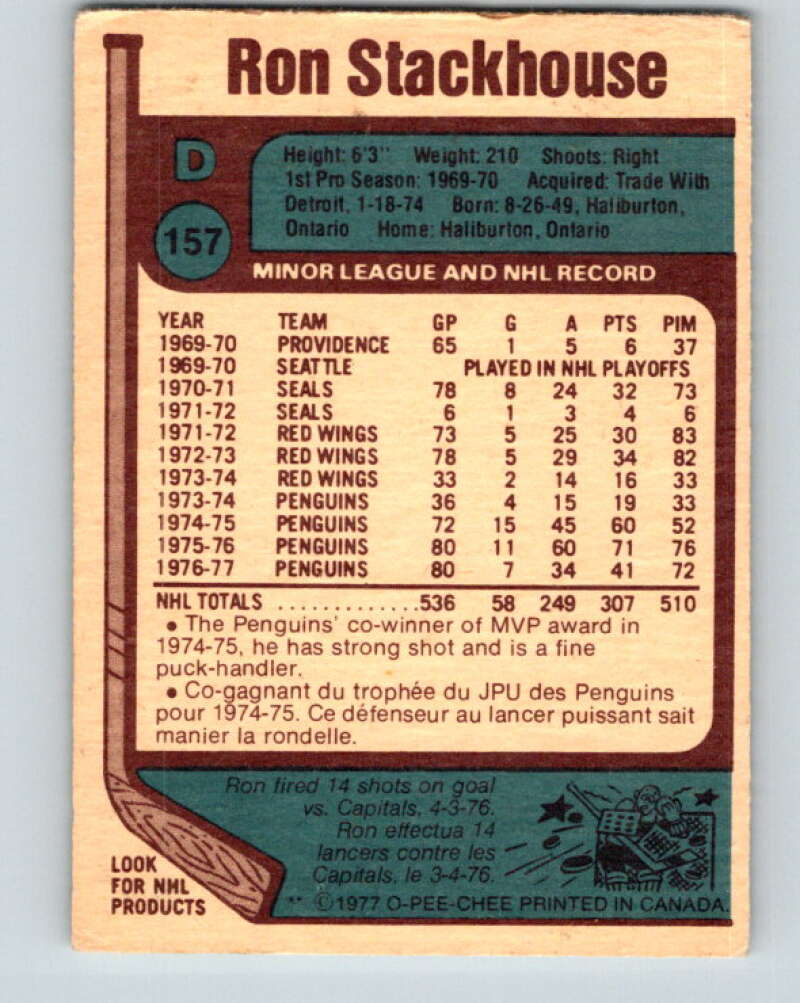 Ron Stackhouse
D
157
Height: 6'3" Weight: 210 Shoots: Right
1st Pro Season: 1969-70 Acquired: Trade With
Detroit, 1-18-74 Born: 8-26-49, Haliburton,
Ontario Home: Haliburton, Ontario
MINOR LEAGUE AND NHL RECORD
YEAR TEAM GP G A PTS PIM
1969-70 PROVIDENCE 65 1 5 6 37
1969-70 SEATTLE PLAYED IN NHL PLAYOFFS
1970-71 SEALS 78 8 24 32 73
1971-72 SEALS 6 1 3 4 6
1971-72 RED WINGS 73 5 25 30 83
1972-73 RED WINGS 78 5 29 34 82
1973-74 RED WINGS 33 2 14 16 33
1973-74 PENGUINS 36 4 15 19 33
1974-75 PENGUINS 72 15 45 60 52
1975-76 PENGUINS 80 11 60 71 76
1976-77 PENGUINS 80 7 34 41 72
NHL TOTALS .............536 58 249 307 510
• The Penguins' co-winner of MVP award in
1974-75, he has strong shot and is a fine
puck-handler.
• Co-gagnant du trophée du JPU des Penguins
pour 1974-75. Ce défenseur au lancer puissant sait
manier la rondelle.
Ron fired 14 shots on goal
vs. Capitals, 4-3-76.
Ron effectua 14
lancers contre les
Capitals, le 3-4-76.
LOOK
FOR NHL
PRODUCTS
** ©1977 O-PEE-CHEE PRINTED IN CANADA.